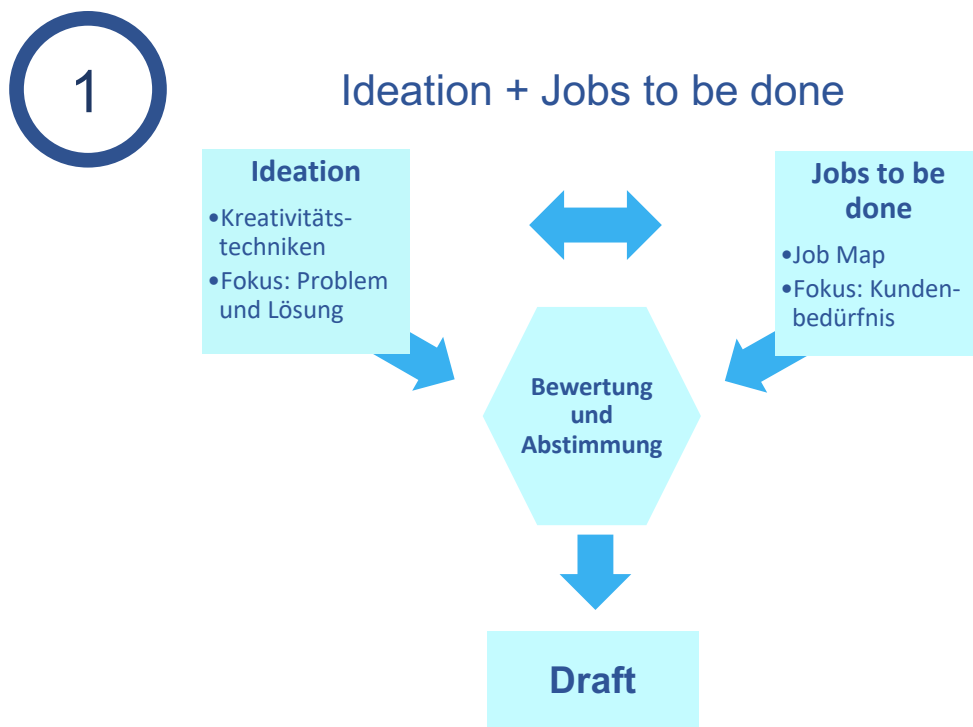 1
Ideation + Jobs to be done
Ideation
•Kreativitäts-
techniken
•Fokus: Problem
und Lösung
Jobs to be
done
•Job Map
•Fokus: Kunden-
bedürfnis
Bewertung
und
Abstimmung
Draft